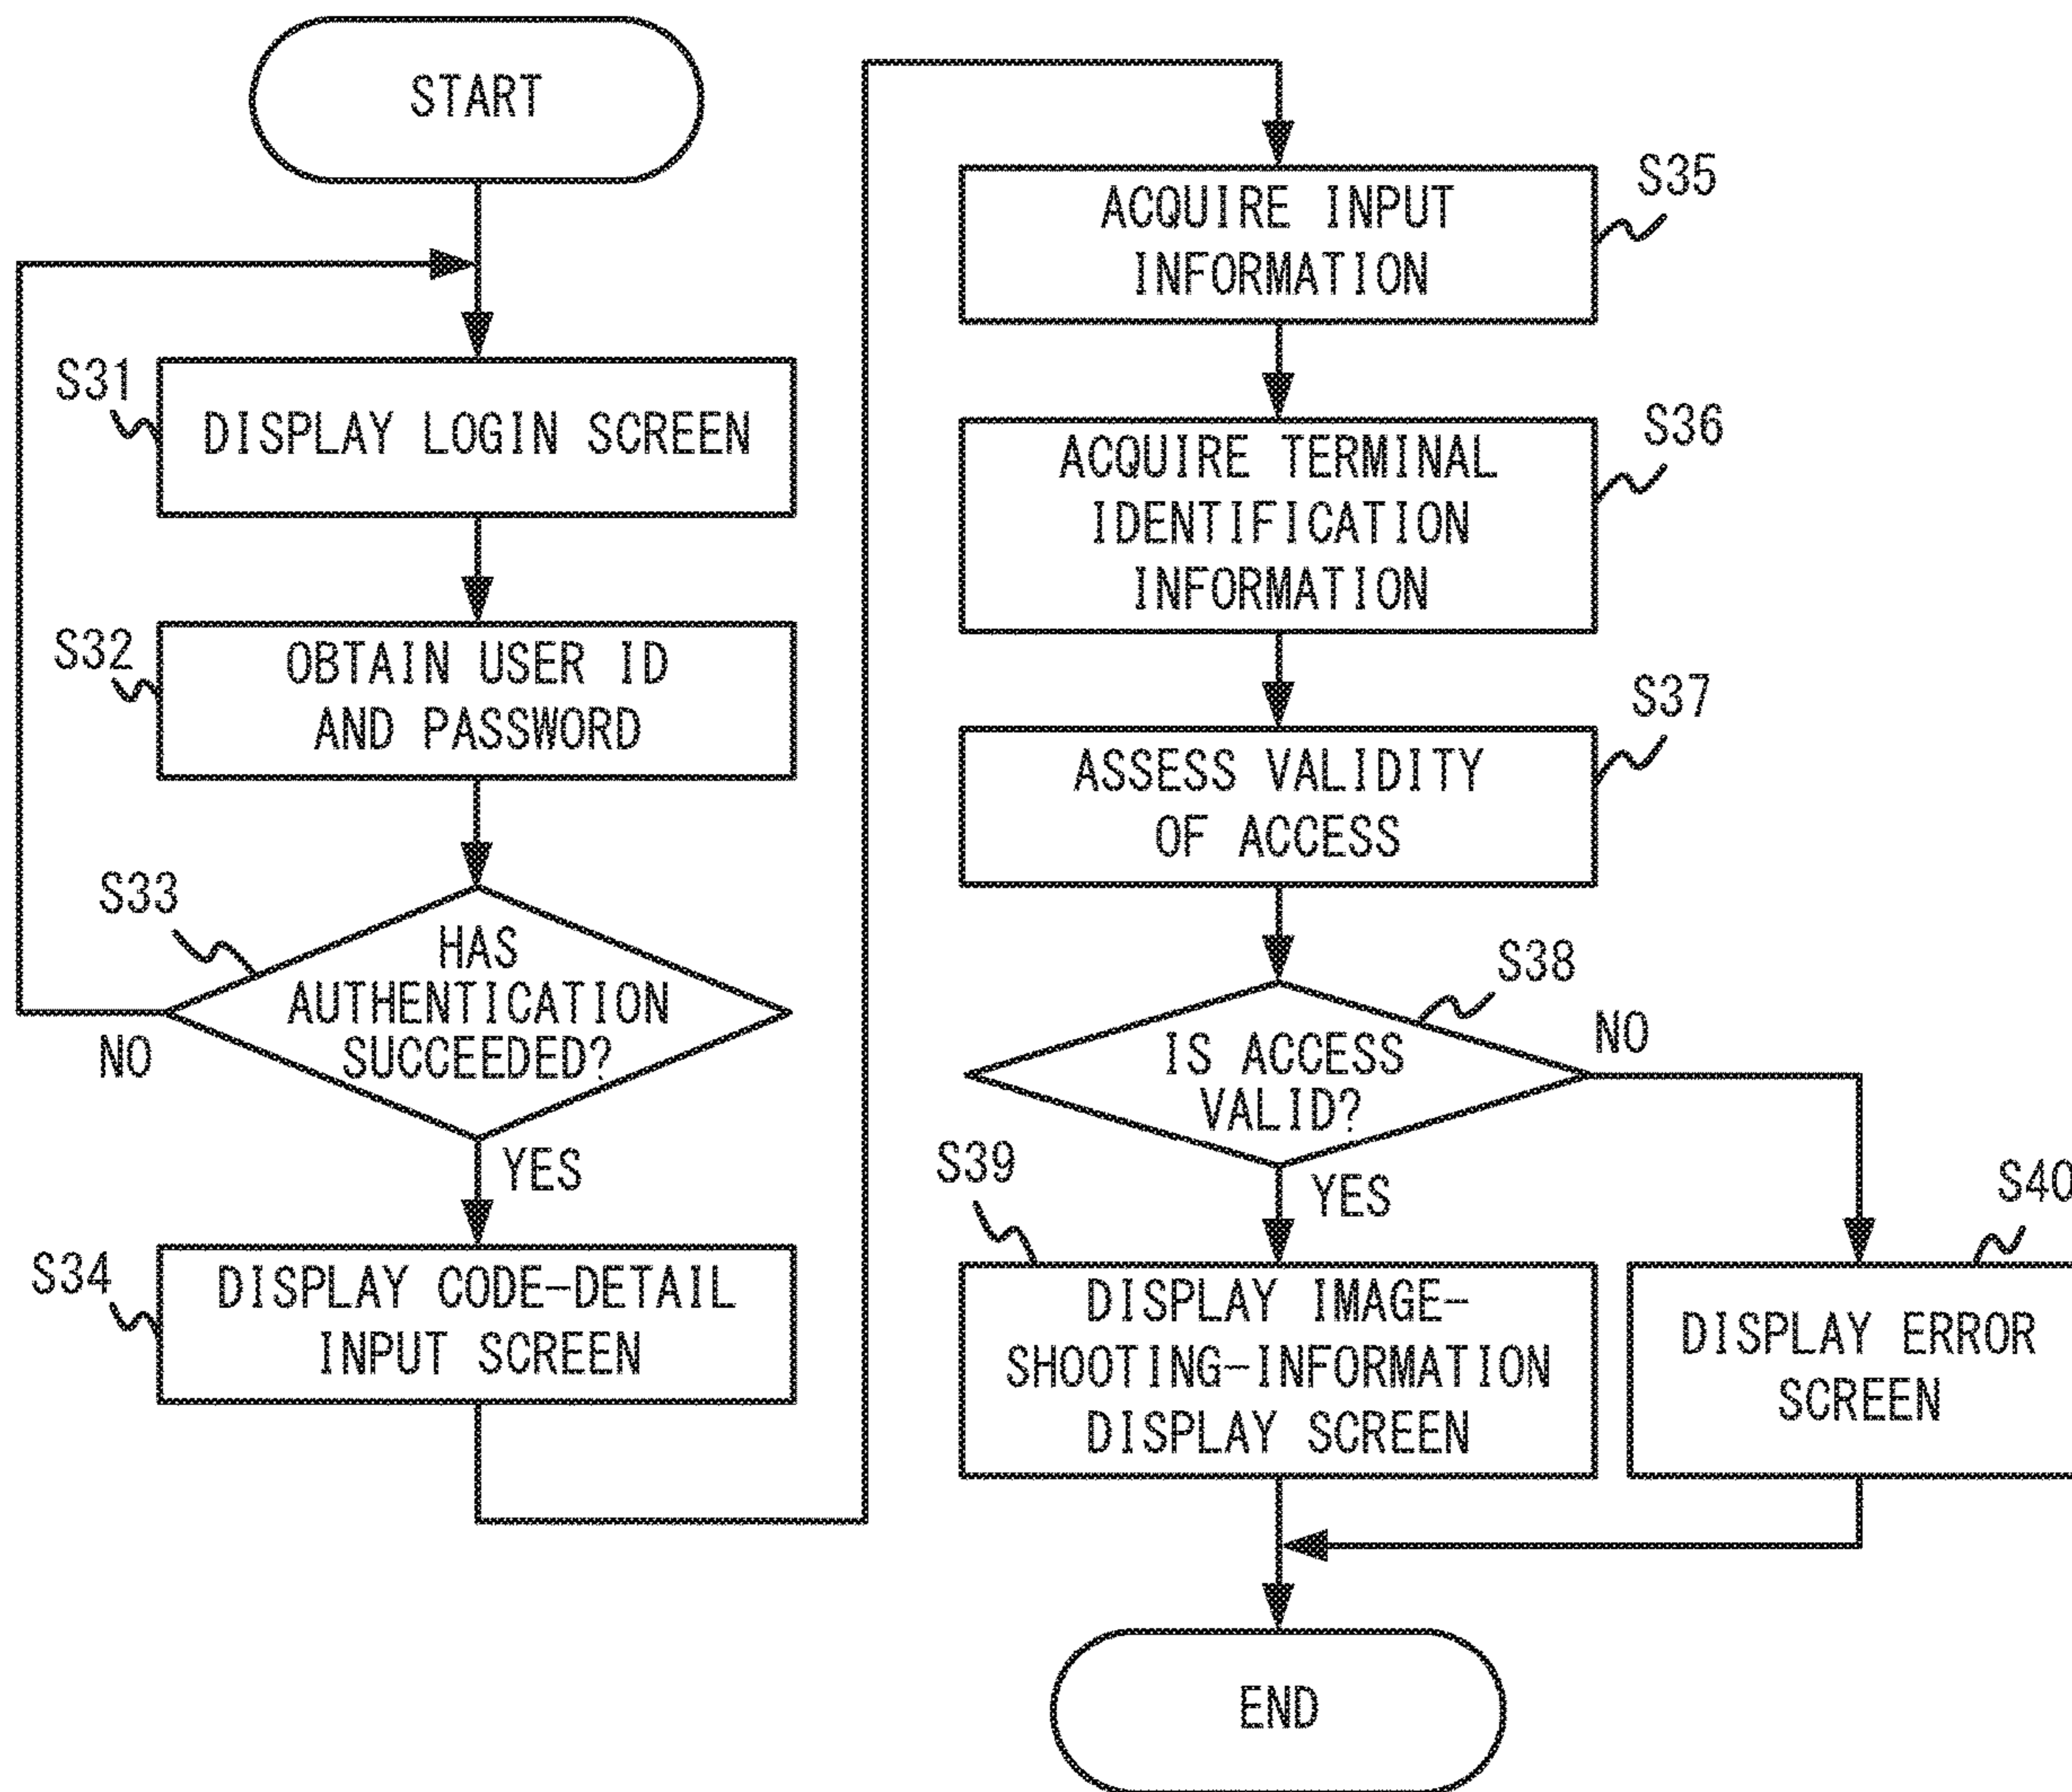 START
S31
DISPLAY LOGIN SCREEN
S32
OBTAIN USER ID
AND PASSWORD
S33
HAS
AUTHENTICATION
SUCCEEDED?
NO
YES
S34
DISPLAY CODE-DETAIL
INPUT SCREEN
S35
ACQUIRE INPUT
INFORMATION
S36
ACQUIRE TERMINAL
IDENTIFICATION
INFORMATION
S37
ASSESS VALIDITY
OF ACCESS
S38
IS ACCESS
VALID?
NO
YES
S39
DISPLAY IMAGE-
SHOOTING-INFORMATION
DISPLAY SCREEN
S40
DISPLAY ERROR
SCREEN
END